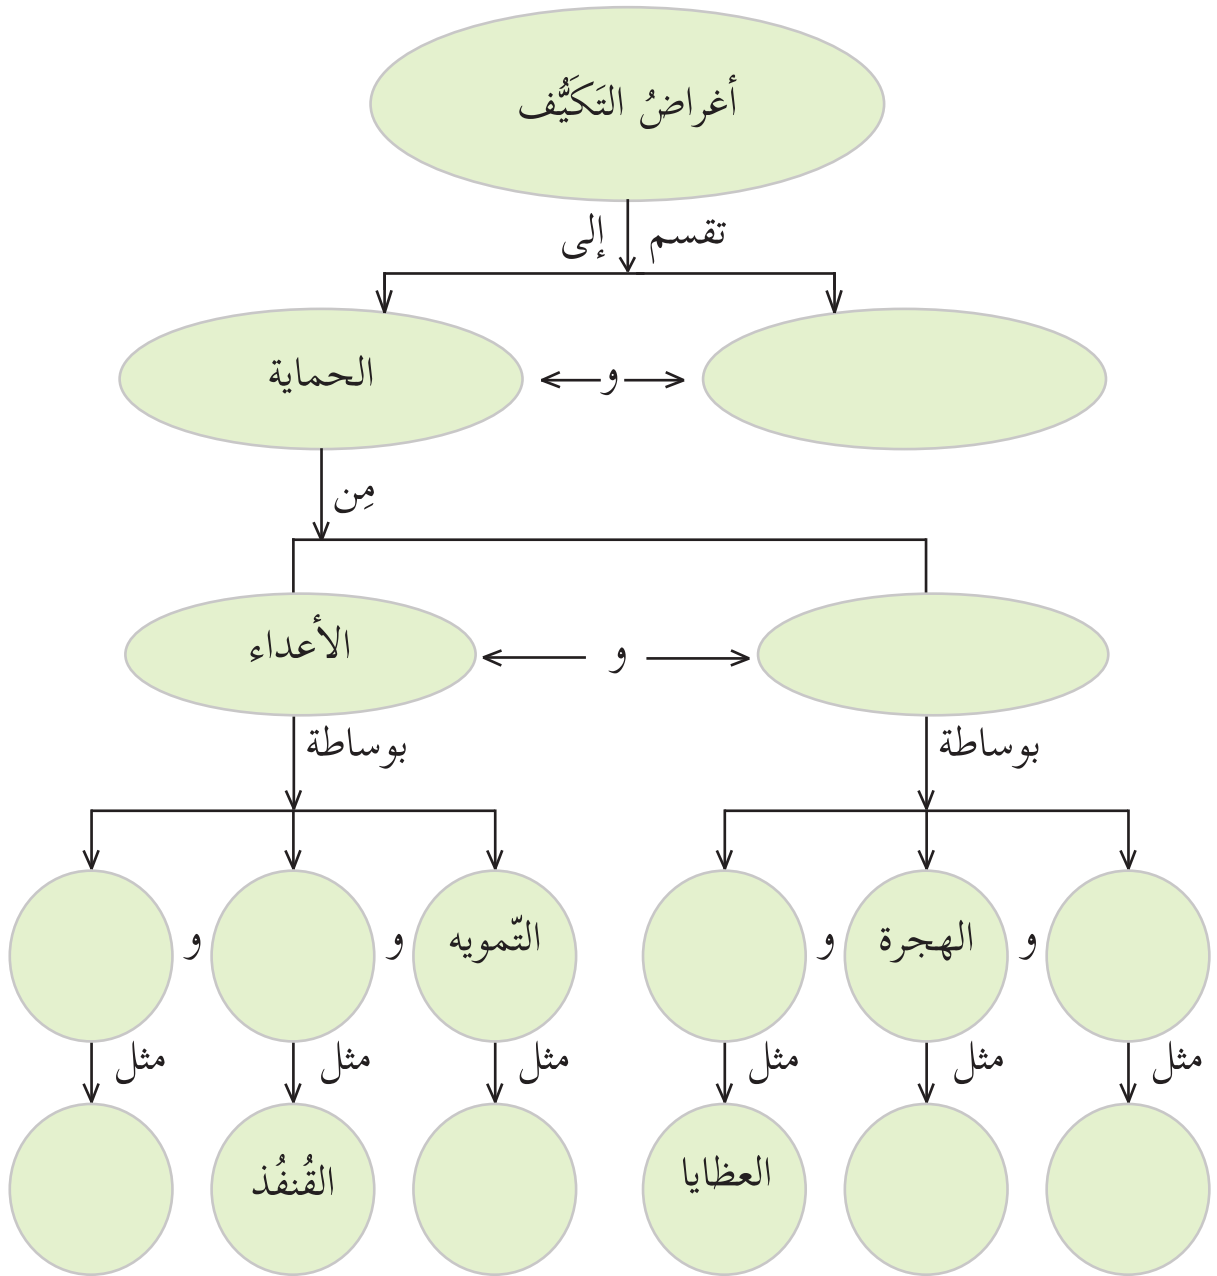 أغراضُ التَكَيُّف
تقسم إلى
و الحماية
مِن
و الأعداء
بوساطة بوساطة
و الهجرة و التّمويه و و
مثل مثل مثل مثل مثل مثل
العظايا القُنفُذ